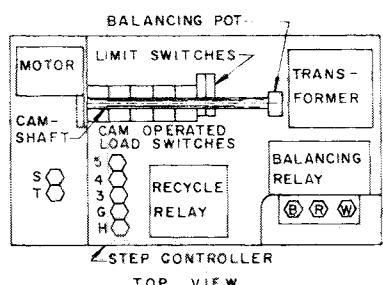 BALANCING POT
LIMIT SWITCHES
MOTOR
TRANS-
FORMER
CAM-
SHAFT
CAM OPERATED
LOAD SWITCHES
S
T
5
4
3
G
H
RECYCLE
RELAY
BALANCING
RELAY
B R W
STEP CONTROLLER
TOP VIEW